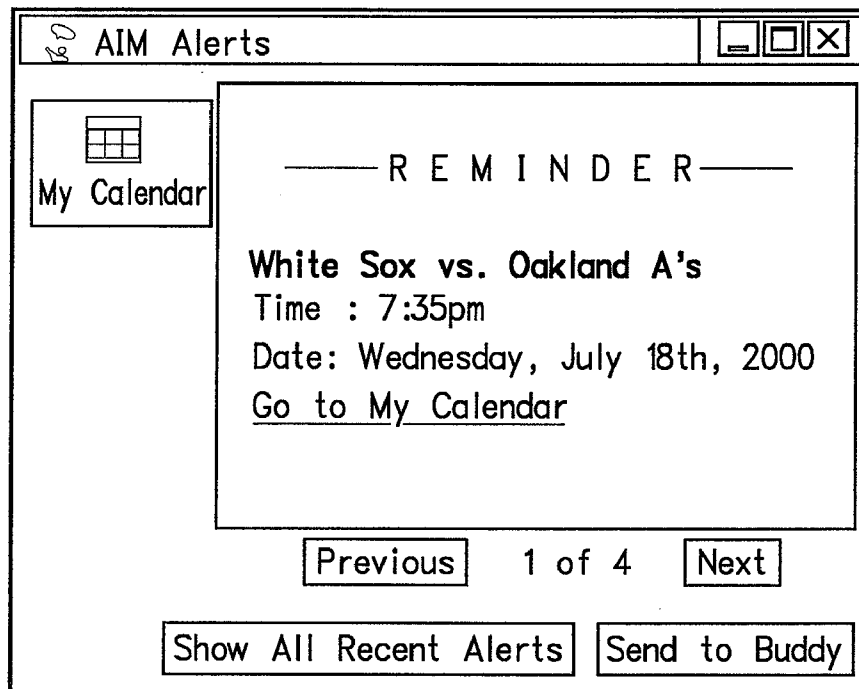 AIM Alerts
My Calendar
—— R E M I N D E R ——
White Sox vs. Oakland A's
Time : 7:35pm
Date: Wednesday, July 18th, 2000
Go to My Calendar
Previous 1 of 4 Next
Show All Recent Alerts Send to Buddy